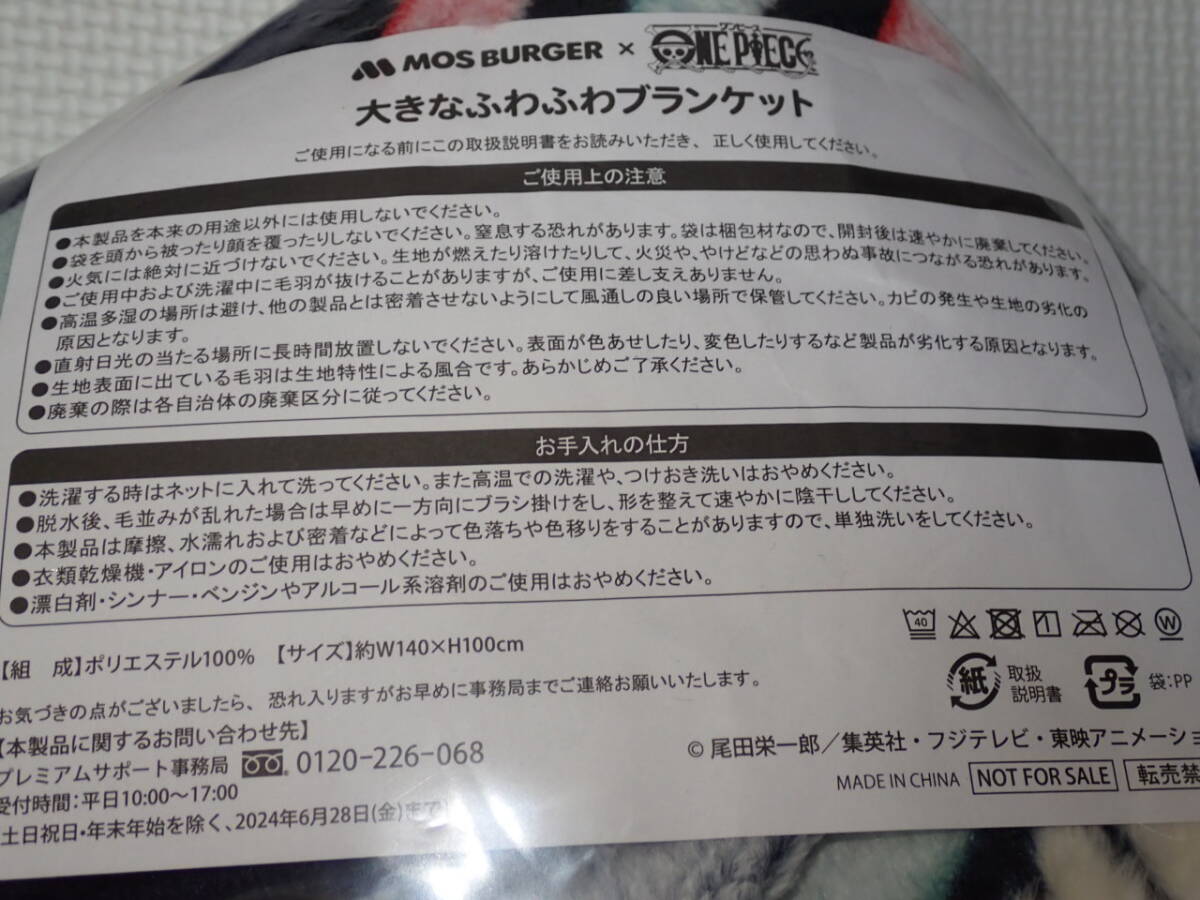 MOS BURGER × ONE PIECE
ワンピース
大きなふわふわブランケット
ご使用になる前にこの取扱説明書をお読みいただき、正しく使用してください。
ご使用上の注意
●本製品を本来の用途以外には使用しないでください。
●袋を頭から被ったり顔を覆ったりしないでください。窒息する恐れがあります。袋は梱包材なので、開封後は速やかに廃棄してください。
●火気には絶対に近づけないでください。生地が燃えたり溶けたりして、火災や、やけどなどの思わぬ事故につながる恐れがあります。
●ご使用中および洗濯中に毛羽が抜けることがありますが、ご使用に差し支えありません。
●高温多湿の場所は避け、他の製品とは密着させないようにして風通しの良い場所で保管してください。カビの発生や生地の劣化の
原因となります。
●直射日光の当たる場所に長時間放置しないでください。表面が色あせしたり、変色したりするなど製品が劣化する原因となります。
●生地表面に出ている毛羽は生地特性による風合です。あらかじめご了承ください。
●廃棄の際は各自治体の廃棄区分に従ってください。
お手入れの仕方
●洗濯する時はネットに入れて洗ってください。また高温での洗濯や、つけおき洗いはおやめください。
●脱水後、毛並みが乱れた場合は早めに一方向にブラシ掛けをし、形を整えて速やかに陰干ししてください。
●本製品は摩擦、水濡れおよび密着などによって色落ちや色移りをすることがありますので、単独洗いをしてください。
●衣類乾燥機・アイロンのご使用はおやめください。
●漂白剤・シンナー・ベンジンやアルコール系溶剤のご使用はおやめください。
40 W
【組 成】ポリエステル100% 【サイズ】約W140×H100cm
紙 取扱説明書 プラ 袋:PP
お気づきの点がございましたら、恐れ入りますがお早めに事務局までご連絡お願いいたします。
【本製品に関するお問い合わせ先】
プレミアムサポート事務局 0120-226-068
受付時間:平日10:00〜17:00
土日祝日・年末年始を除く、2024年6月28日(金)まで
© 尾田栄一郎/集英社・フジテレビ・東映アニメーショ
MADE IN CHINA NOT FOR SALE 転売禁